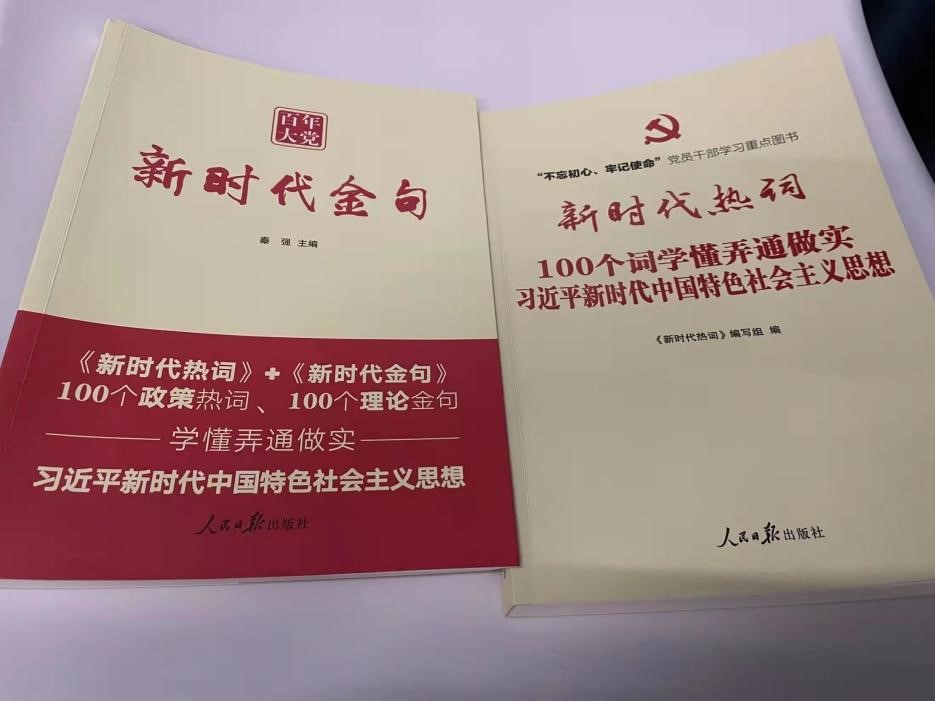 百年
大党
新时代金句
秦 强 主编
《新时代热词》+《新时代金句》
100个政策热词、100个理论金句
学懂弄通做实
习近平新时代中国特色社会主义思想
人民日报出版社
“不忘初心、牢记使命”党员干部学习重点图书
新时代热词
100个词学懂弄通做实
习近平新时代中国特色社会主义思想
《新时代热词》编写组 编
人民日报出版社